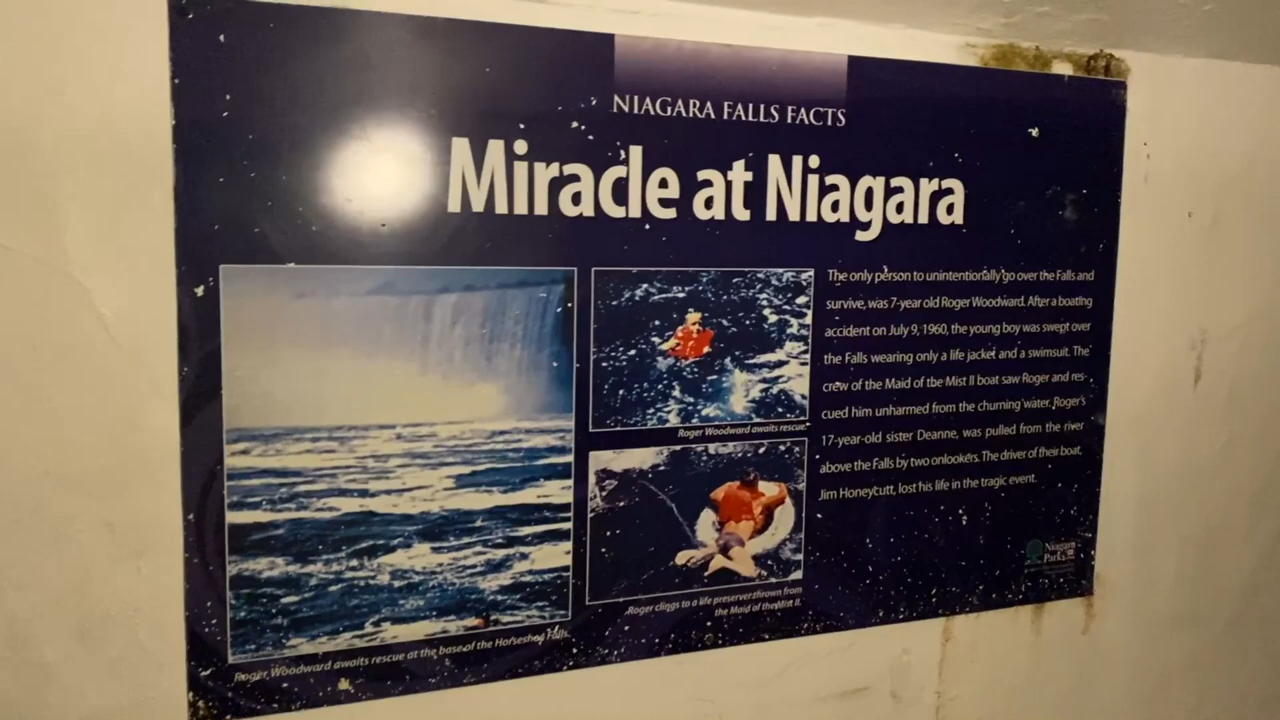 NIAGARA FALLS FACTS
Miracle at Niagara
The only person to unintentionally go over the Falls and
survive, was 7-year old Roger Woodward. After a boating
accident on July 9, 1960, the young boy was swept over
the Falls wearing only a life jacket and a swimsuit. The
crew of the Maid of the Mist II boat saw Roger and res-
cued him unharmed from the churning water. Roger's
17-year-old sister Deanne, was pulled from the river
above the Falls by two onlookers. The driver of their boat,
Jim Honeycutt, lost his life in the tragic event.
Roger Woodward awaits rescue.
Roger clings to a life preserver thrown from
the Maid of the Mist II.
Roger Woodward awaits rescue at the base of the Horseshoe Falls.
Niagara
Parks